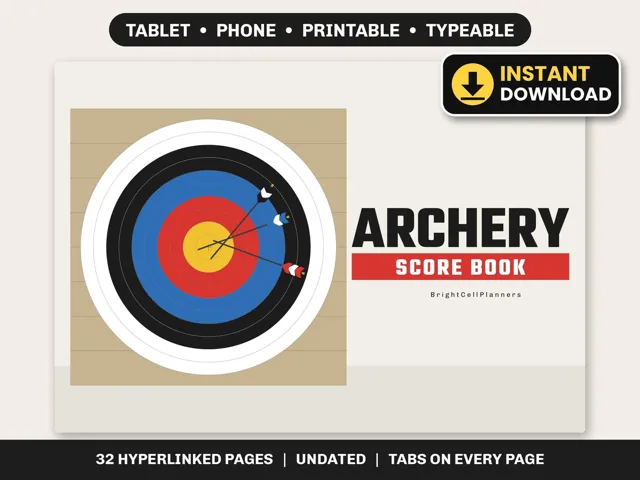 TABLET • PHONE • PRINTABLE • TYPEABLE
INSTANT
DOWNLOAD
ARCHERY
SCORE BOOK
BrightCellPlanners
32 HYPERLINKED PAGES | UNDATED | TABS ON EVERY PAGE